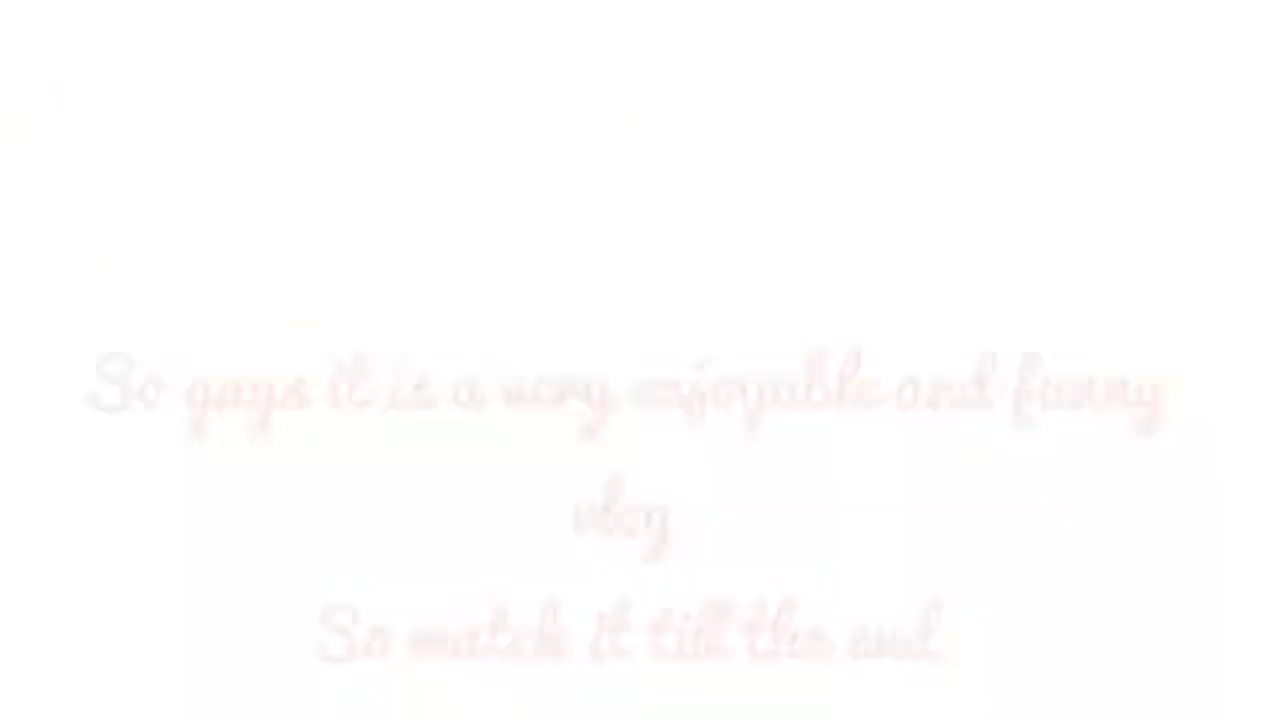 So guys it is a very enjoyable and funny
vlog
So watch it till the end